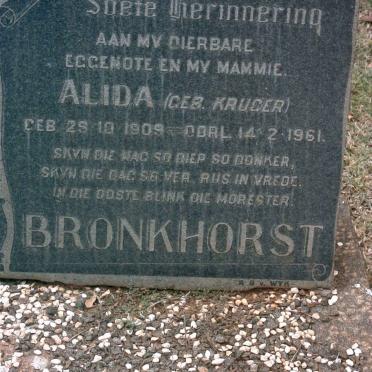 Soete Herinnering
AAN MY DIERBARE
EGGENOTE EN MY MAMMIE.
ALIDA (GEB. KRUGER)
GEB. 29·10·1909 — OORL. 14·2·1961.
SKYN DIE NAG SO DIEP SO DONKER,
SKYN DIE DAG SO VER. RUS IN VREDE.
IN DIE OOSTE BLINK DIE MORESTER.
BRONKHORST